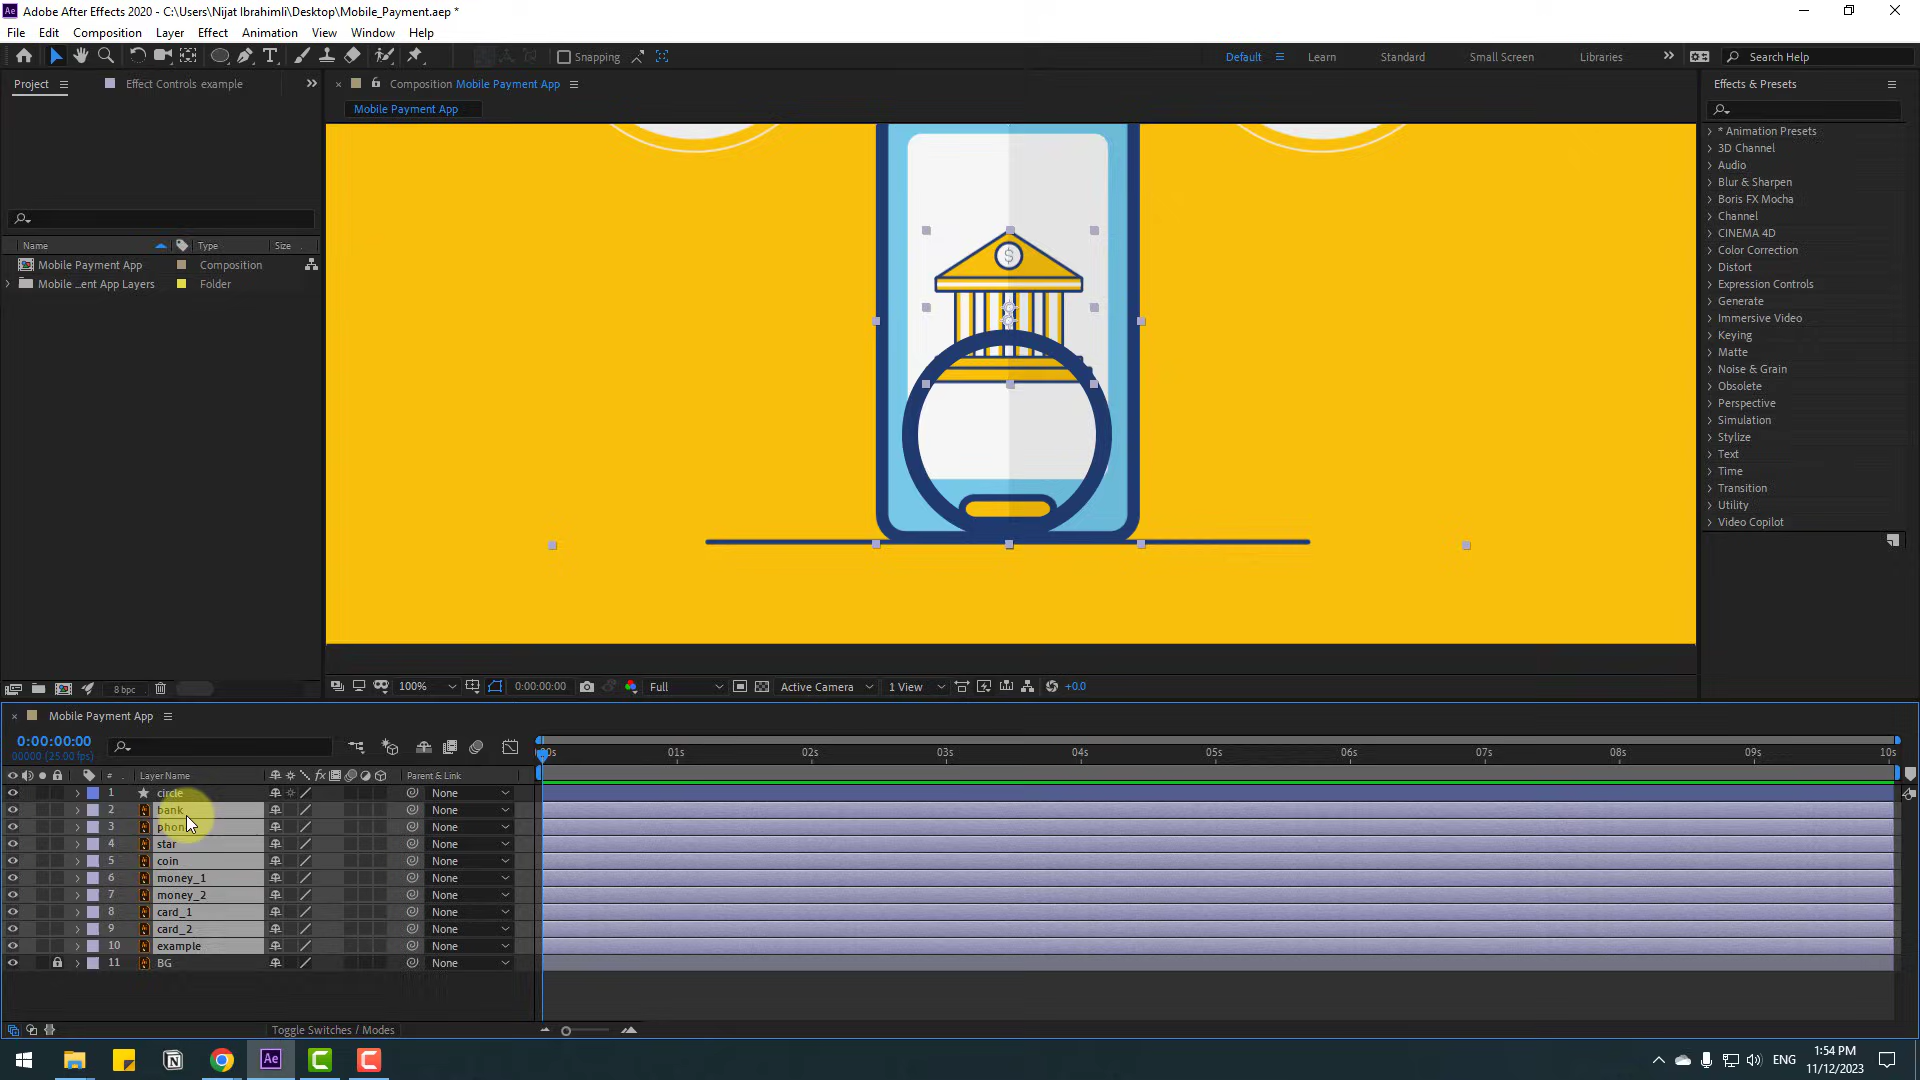 Adobe After Effects 2020 - C:\Users\Nijat Ibrahimli\Desktop\Mobile_Payment.aep *
File Edit Composition Layer Effect Animation View Window Help
Snapping
Default Learn Standard Small Screen Libraries
Search Help
Project
Effect Controls example
Composition Mobile Payment App
Mobile Payment App
Effects & Presets
Name Type Size
Mobile Payment App Composition
Mobile ...ent App Layers Folder
* Animation Presets
3D Channel
Audio
Blur & Sharpen
Boris FX Mocha
Channel
CINEMA 4D
Color Correction
Distort
Expression Controls
Generate
Immersive Video
Keying
Matte
Noise & Grain
Obsolete
Perspective
Simulation
Stylize
Text
Time
Transition
Utility
Video Copilot
$
8 bpc
100% 0:00:00:00 Full Active Camera 1 View +0.0
Mobile Payment App
0:00:00:00
00000 (25.00 fps)
01s 02s 03s 04s 05s 06s 07s 08s 09s 10s
# Layer Name Parent & Link
1 circle None
2 bank None
3 phone None
4 star None
5 coin None
6 money_1 None
7 money_2 None
8 card_1 None
9 card_2 None
10 example None
11 BG None
Toggle Switches / Modes
Ae
ENG
1:54 PM
11/12/2023